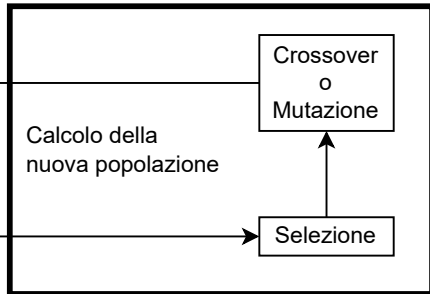 Crossover
o
Mutazione
Calcolo della
nuova popolazione
Selezione